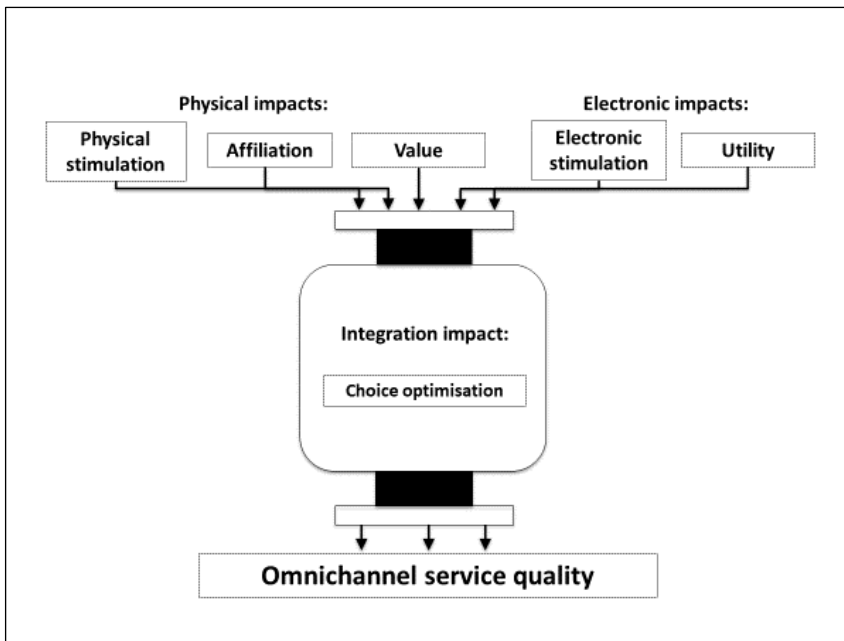 Physical impacts:
Electronic impacts:
Physical
stimulation
Affiliation
Value
Electronic
stimulation
Utility
Integration impact:
Choice optimisation
Omnichannel service quality